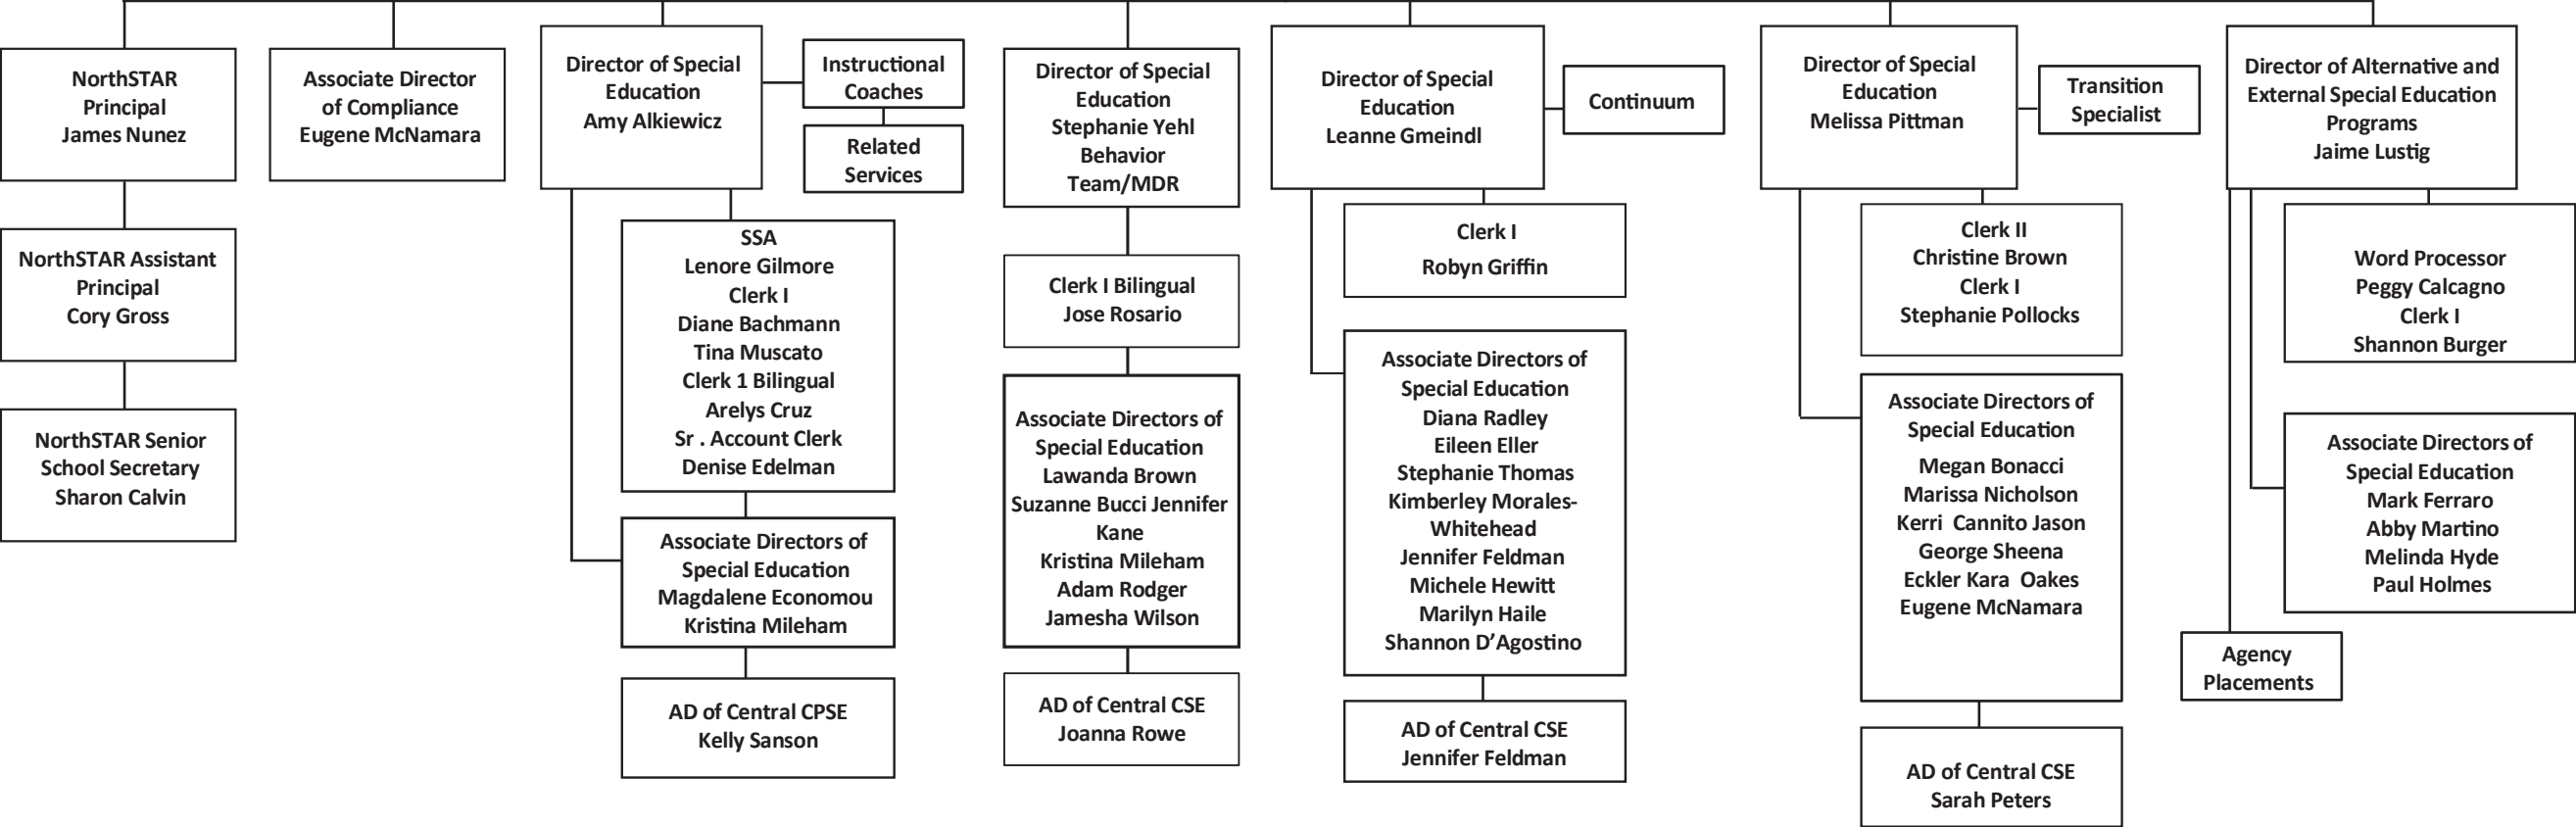 NorthSTAR
Principal
James Nunez
NorthSTAR Assistant
Principal
Cory Gross
NorthSTAR Senior
School Secretary
Sharon Calvin
Associate Director
of Compliance
Eugene McNamara
Director of Special
Education
Amy Alkiewicz
Instructional
Coaches
Related
Services
SSA
Lenore Gilmore
Clerk I
Diane Bachmann
Tina Muscato
Clerk 1 Bilingual
Arelys Cruz
Sr . Account Clerk
Denise Edelman
Associate Directors of
Special Education
Magdalene Economou
Kristina Mileham
AD of Central CPSE
Kelly Sanson
Director of Special
Education
Stephanie Yehl
Behavior
Team/MDR
Clerk I Bilingual
Jose Rosario
Associate Directors of
Special Education
Lawanda Brown
Suzanne Bucci Jennifer
Kane
Kristina Mileham
Adam Rodger
Jamesha Wilson
AD of Central CSE
Joanna Rowe
Director of Special
Education
Leanne Gmeindl
Continuum
Clerk I
Robyn Griffin
Associate Directors of
Special Education
Diana Radley
Eileen Eller
Stephanie Thomas
Kimberley Morales-
Whitehead
Jennifer Feldman
Michele Hewitt
Marilyn Haile
Shannon D’Agostino
AD of Central CSE
Jennifer Feldman
Director of Special
Education
Melissa Pittman
Transition
Specialist
Clerk II
Christine Brown
Clerk I
Stephanie Pollocks
Associate Directors of
Special Education
Megan Bonacci
Marissa Nicholson
Kerri  Cannito Jason
George Sheena
Eckler Kara  Oakes
Eugene McNamara
AD of Central CSE
Sarah Peters
Director of Alternative and
External Special Education
Programs
Jaime Lustig
Word Processor
Peggy Calcagno
Clerk I
Shannon Burger
Associate Directors of
Special Education
Mark Ferraro
Abby Martino
Melinda Hyde
Paul Holmes
Agency
Placements